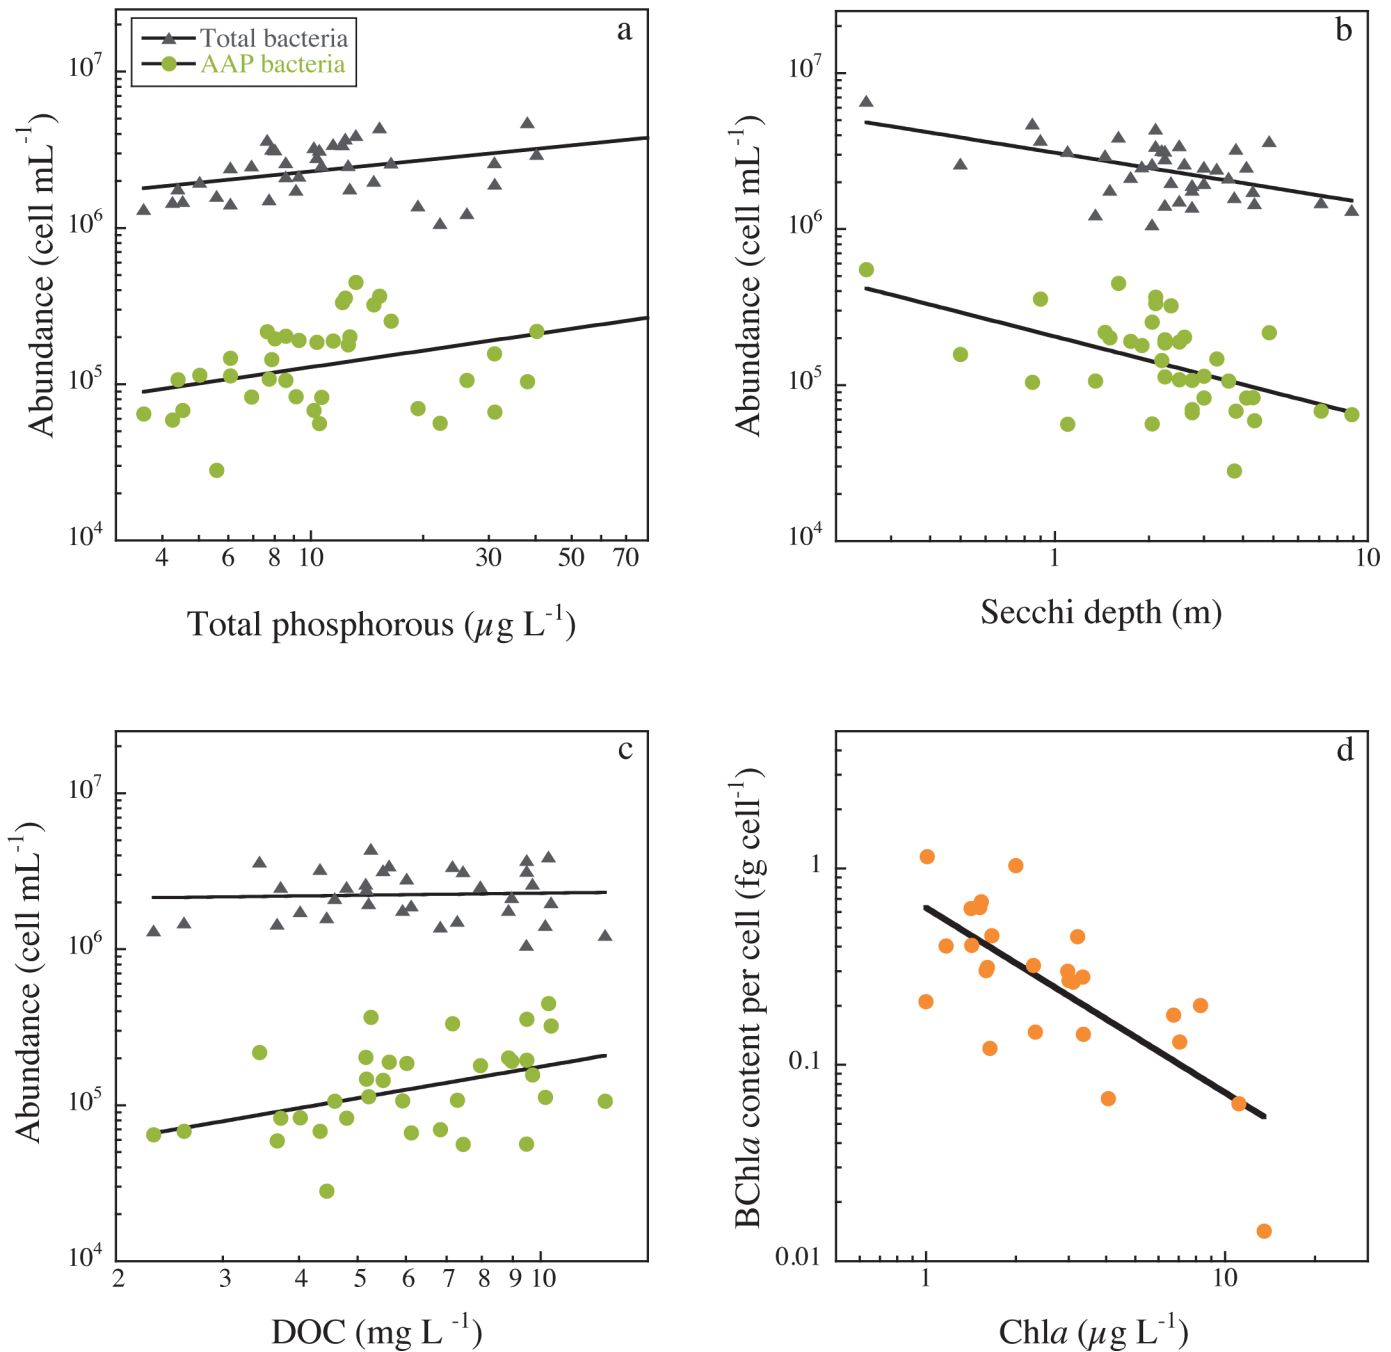 a
Total bacteria
AAP bacteria
10^7
10^6
10^5
10^4
Abundance (cell mL^-1)
4 6 8 10 30 50 70
Total phosphorous (µg L^-1)
b
10^7
10^6
10^5
10^4
Abundance (cell mL^-1)
1 10
Secchi depth (m)
c
10^7
10^6
10^5
10^4
Abundance (cell mL^-1)
2 3 4 5 6 7 8 9 10
DOC (mg L^-1)
d
1
0.1
0.01
BChla content per cell (fg cell^-1)
1 10
Chla (µg L^-1)